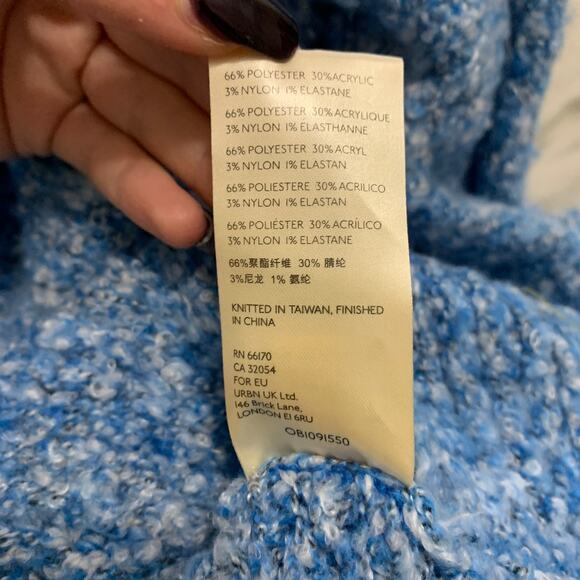 66% POLYESTER 30% ACRYLIC
3% NYLON 1% ELASTANE
66% POLYESTER 30% ACRYLIQUE
3% NYLON 1% ELASTHANNE
66% POLYESTER 30% ACRYL
3% NYLON 1% ELASTAN
66% POLIESTERE 30% ACRILICO
3% NYLON 1% ELASTAN
66% POLIÉSTER 30% ACRÍLICO
3% NYLON 1% ELASTANE
66%聚酯纤维 30% 腈纶
3%尼龙 1% 氨纶
KNITTED IN TAIWAN, FINISHED
IN CHINA
RN 66170
CA 32054
FOR EU
URBN UK Ltd.
146 Brick Lane,
LONDON E1 6RU
OB1091550